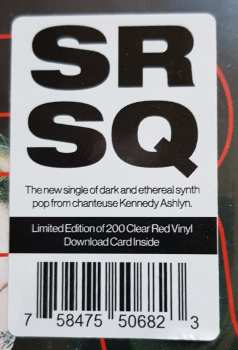 SR
SQ
The new single of dark and ethereal synth
pop from chanteuse Kennedy Ashlyn.
Limited Edition of 200 Clear Red Vinyl
Download Card Inside
7 58475 50682 3